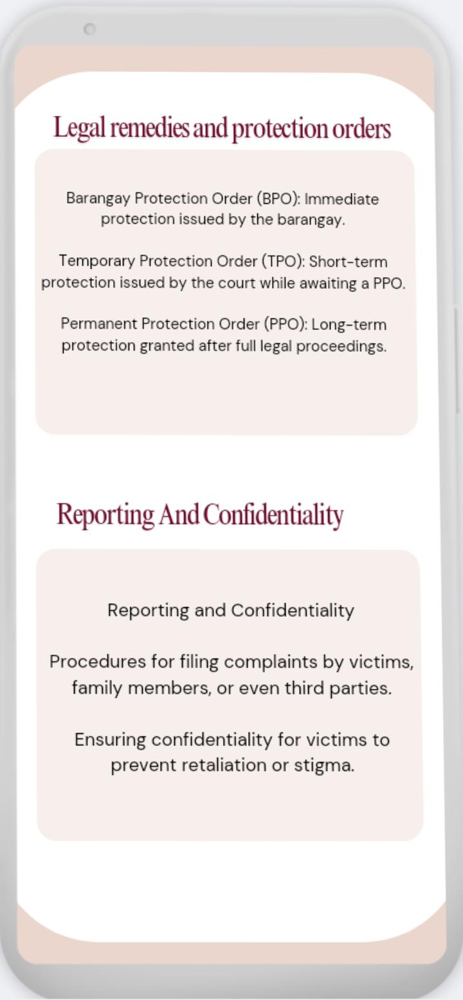 Legal remedies and protection orders
Barangay Protection Order (BPO): Immediate
protection issued by the barangay.
Temporary Protection Order (TPO): Short-term
protection issued by the court while awaiting a PPO.
Permanent Protection Order (PPO): Long-term
protection granted after full legal proceedings.
Reporting And Confidentiality
Reporting and Confidentiality
Procedures for filing complaints by victims,
family members, or even third parties.
Ensuring confidentiality for victims to
prevent retaliation or stigma.